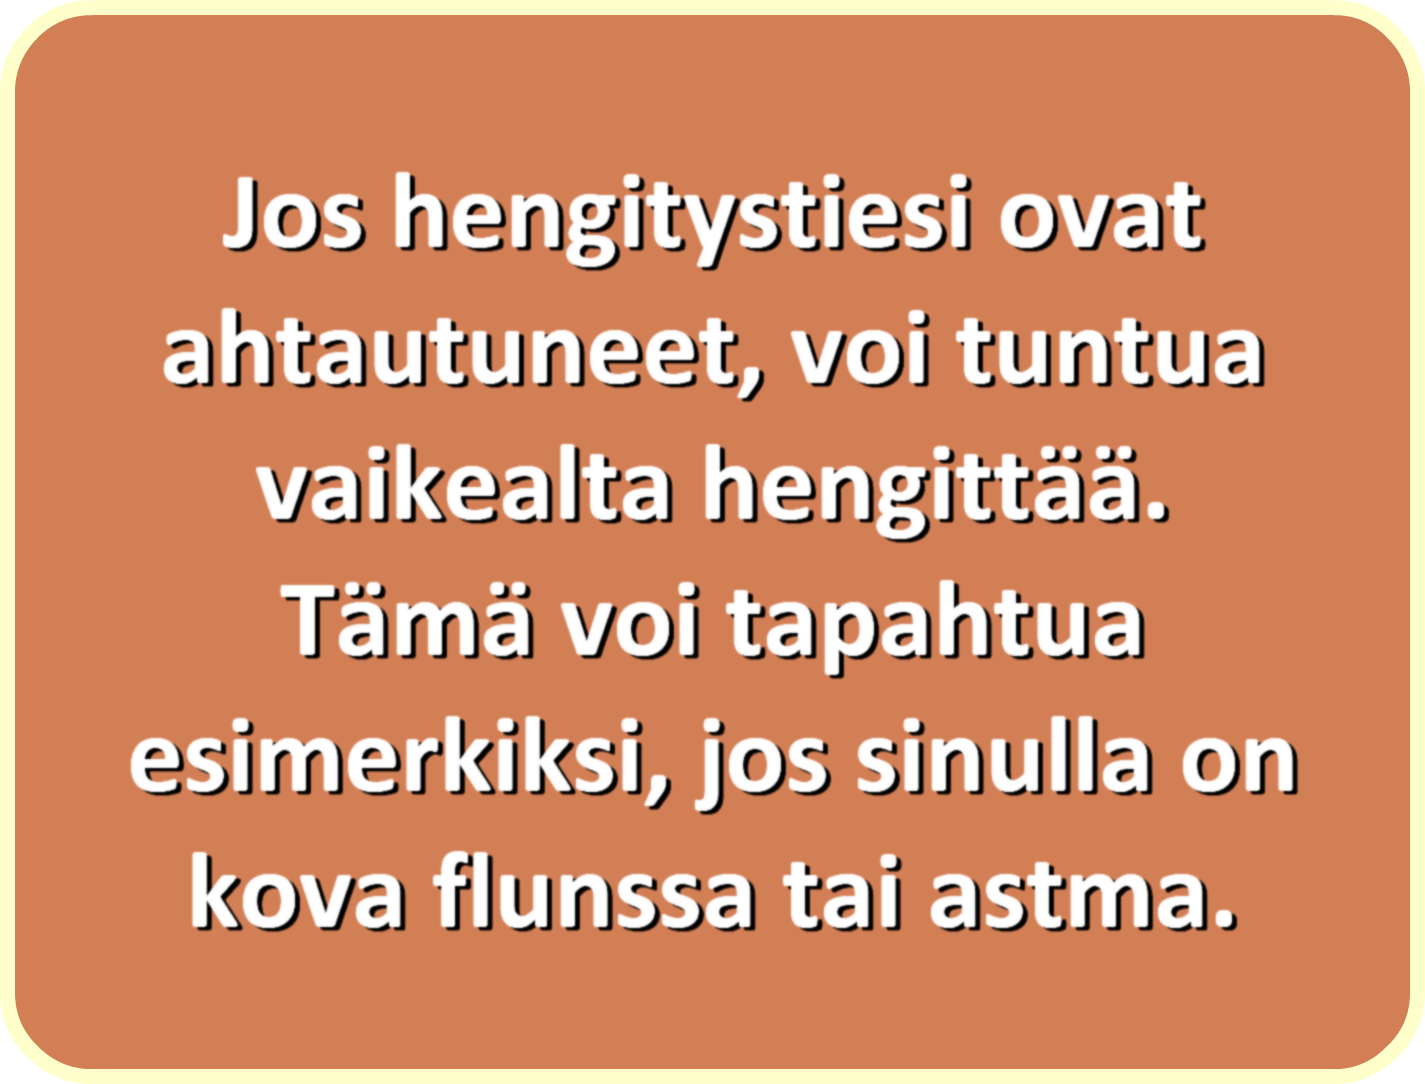 Jos hengitystiesi ovat
ahtautuneet, voi tuntua
vaikealta hengittää.
Tämä voi tapahtua
esimerkiksi, jos sinulla on
kova flunssa tai astma.